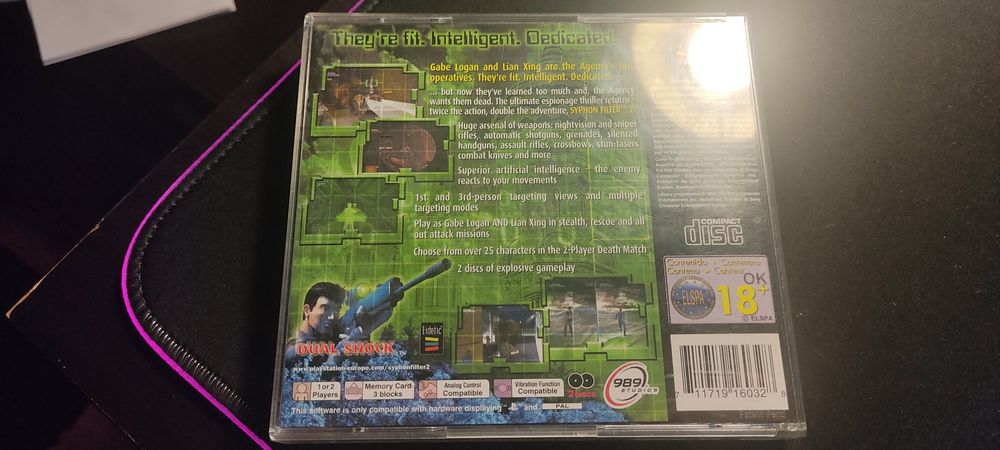 They're fit. Intelligent. Dedicated.
Gabe Logan and Lian Xing are the Agency's top
operatives. They're fit. Intelligent. Dedicated.
... but now they've learned too much and, the Agency
wants them dead. The ultimate espionage thriller returns -
twice the action, double the adventure, SYPHON FILTER™ 2.
Huge arsenal of weapons: nightvision and sniper
rifles, automatic shotguns, grenades, silenced
handguns, assault rifles, crossbows, stun-lasers
combat knives and more
Superior artificial intelligence - the enemy
reacts to your movements
1st and 3rd-person targeting views and multiple
targeting modes
Play as Gabe Logan AND Lian Xing in stealth, rescue and all
out attack missions
Choose from over 25 characters in the 2-Player Death Match
2 discs of explosive gameplay
DUAL SHOCK™
Eidetic
www.playstation-europe.com/syphonfilter2
1 or 2
Players
Memory Card
3 blocks
Analog Control
Compatible
Vibration Function
Compatible
2 discs
989
STUDIOS
This software is only compatible with hardware displaying and PAL
COMPACT
disc
Contenido • Contenuto
Contenu • Content
ELSPA
OK
18+
© ELSPA
711719 16032 8